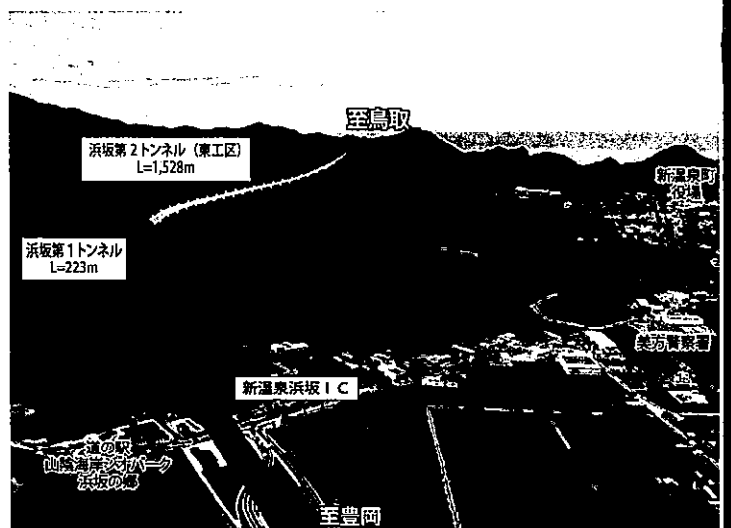 至鳥取
浜坂第2トンネル（東工区）
L=1,528m
新温泉町
役場
浜坂第1トンネル
L=223m
美方警察署
新温泉浜坂IC
道の駅
山陰海岸ジオパーク
浜坂の郷
至豊岡